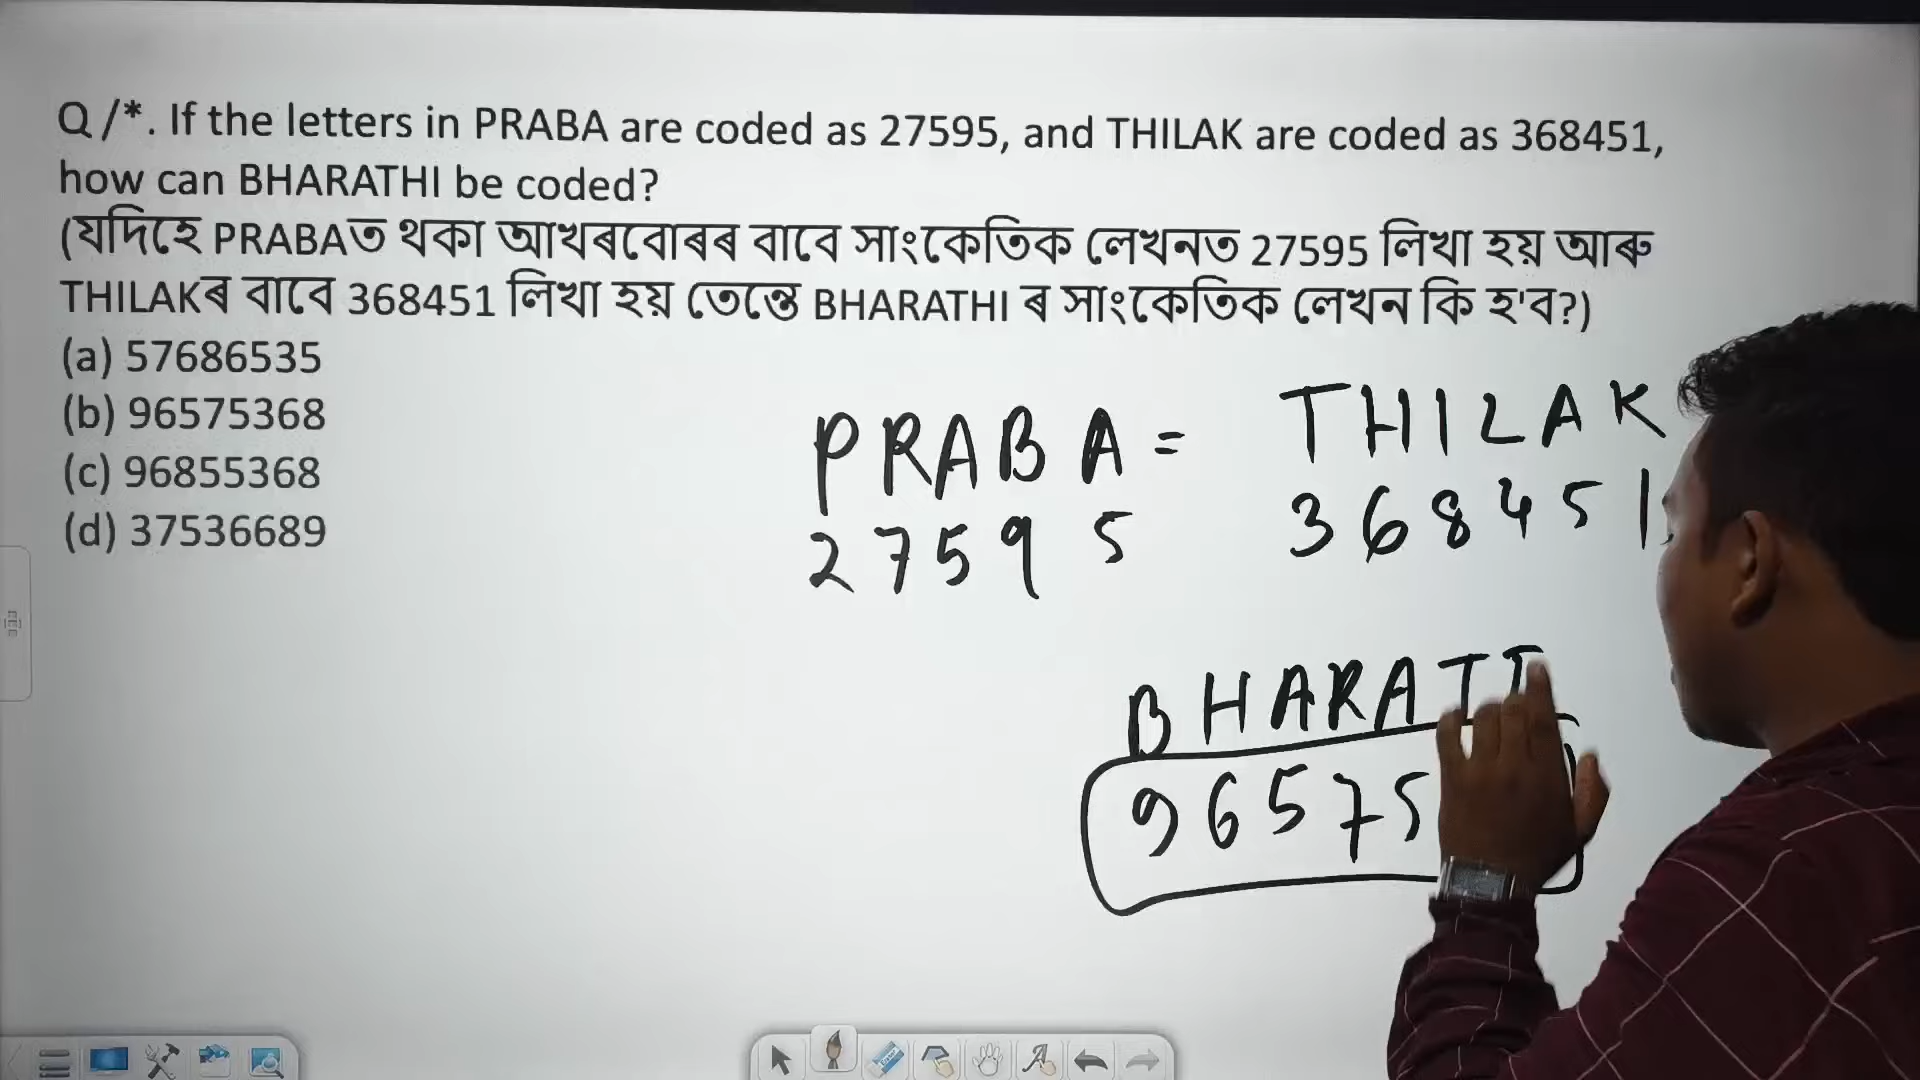 Q /*. If the letters in PRABA are coded as 27595, and THILAK are coded as 368451,
how can BHARATHI be coded?
(যদিহে PRABAত থকা আখৰবোৰৰ বাবে সাংকেতিক লেখনত 27595 লিখা হয় আৰু
THILAKৰ বাবে 368451 লিখা হয় তেন্তে BHARATHI ৰ সাংকেতিক লেখন কি হ'ব?)
(a) 57686535
(b) 96575368
(c) 96855368
(d) 37536689
PRABA = THILAK
27595 368451
BHARAT
96575